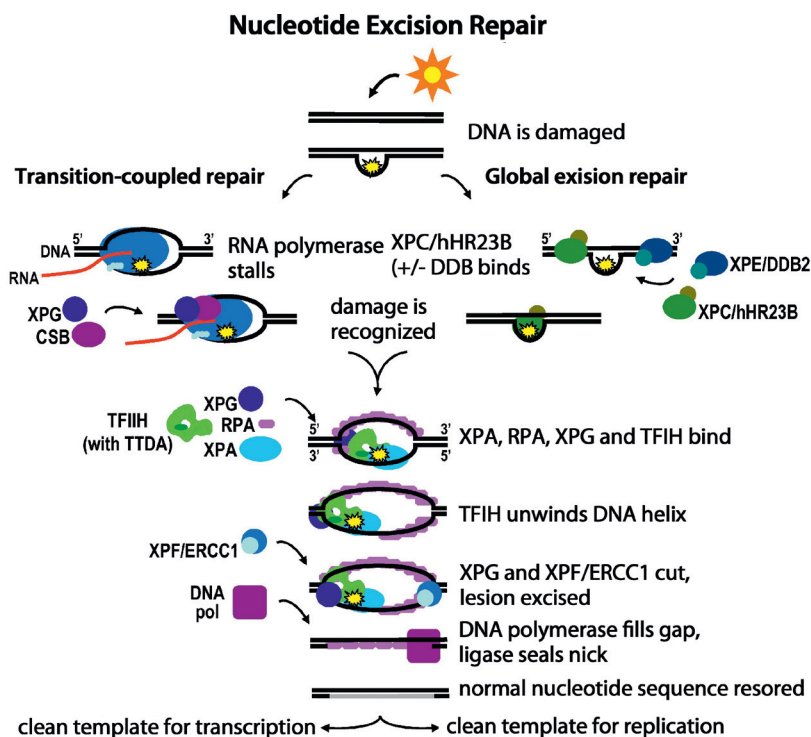 Nucleotide Excision Repair
DNA is damaged
Transition-coupled repair
Global exision repair
5’
3’
DNA
RNA
RNA polymerase
stalls
XPC/hHR23B
(+/- DDB binds
5’
3’
XPE/DDB2
XPC/hHR23B
XPG
CSB
damage is
recognized
TFIIH
(with TTDA)
XPG
RPA
XPA
5’
3’
3’
5’
XPA, RPA, XPG and TFIH bind
TFIH unwinds DNA helix
XPF/ERCC1
XPG and XPF/ERCC1 cut,
lesion excised
DNA
pol
DNA polymerase fills gap,
ligase seals nick
normal nucleotide sequence resored
clean template for transcription
clean template for replication